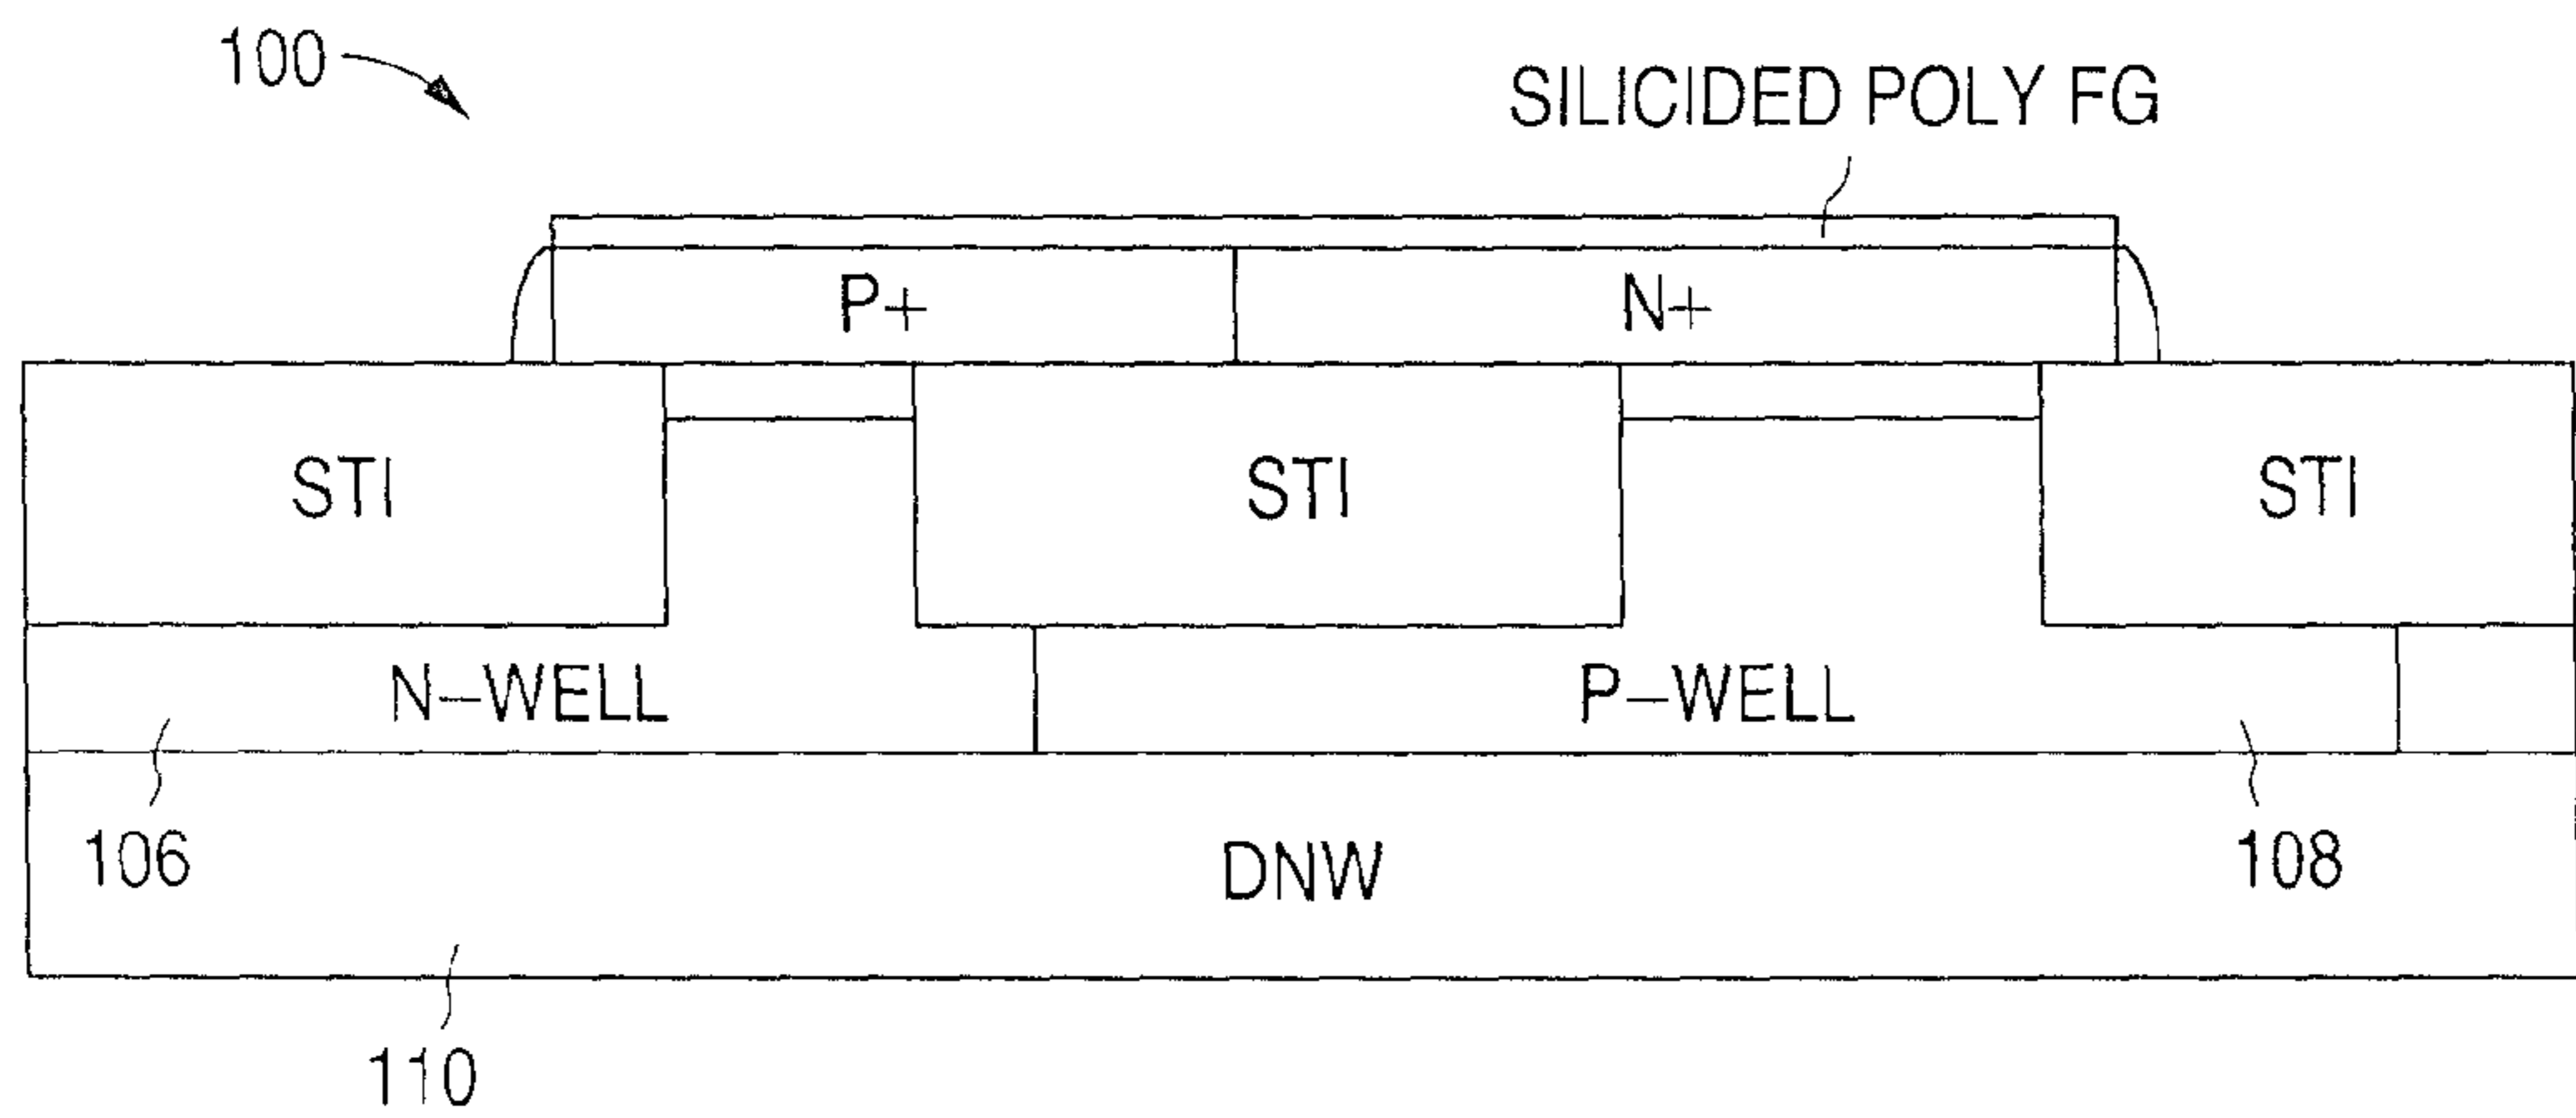 100
SILICIDED POLY FG
P+
N+
STI
STI
STI
N-WELL
P-WELL
106
DNW
108
110